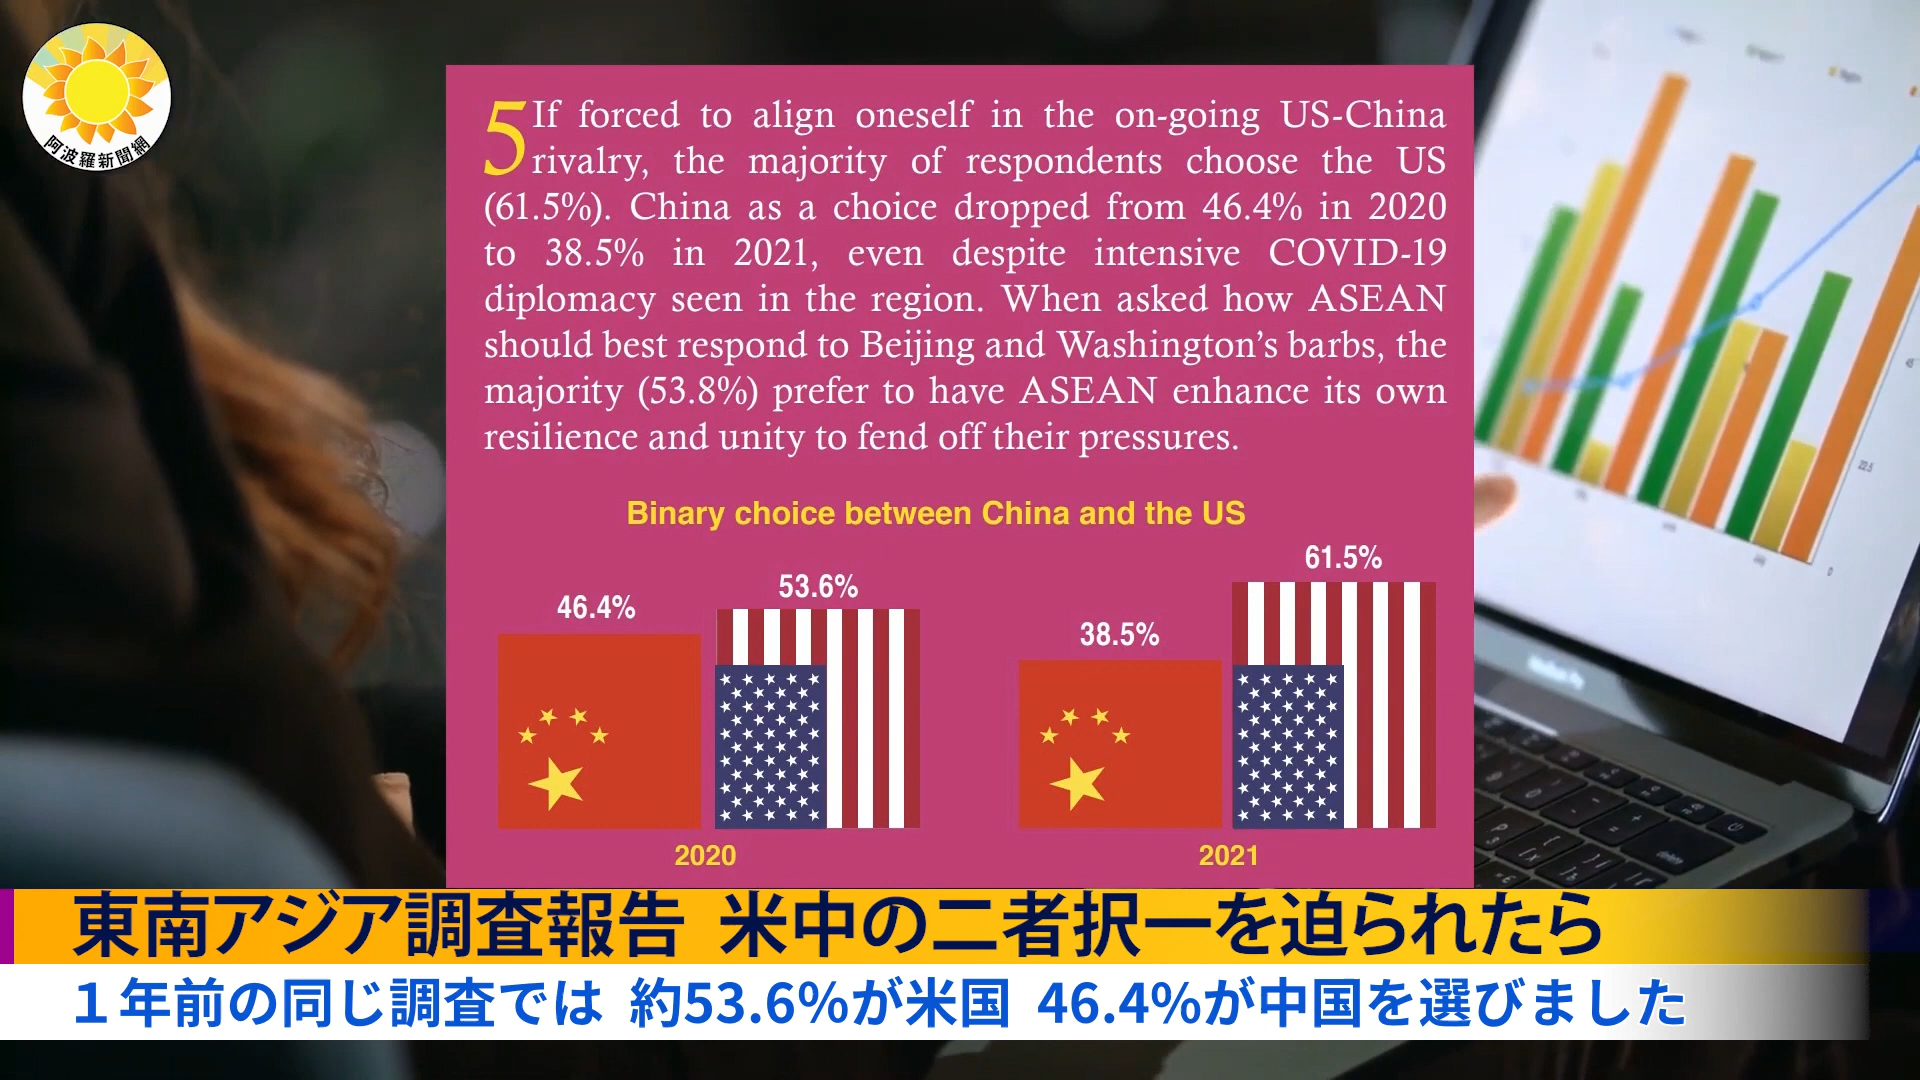 阿波羅新聞網
5 If forced to align oneself in the on-going US-China
rivalry, the majority of respondents choose the US
(61.5%). China as a choice dropped from 46.4% in 2020
to 38.5% in 2021, even despite intensive COVID-19
diplomacy seen in the region. When asked how ASEAN
should best respond to Beijing and Washington's barbs, the
majority (53.8%) prefer to have ASEAN enhance its own
resilience and unity to fend off their pressures.
Binary choice between China and the US
46.4%
53.6%
38.5%
61.5%
2020
2021
東南アジア調査報告 米中の二者択一を迫られたら
１年前の同じ調査では 約53.6%が米国 46.4%が中国を選びました